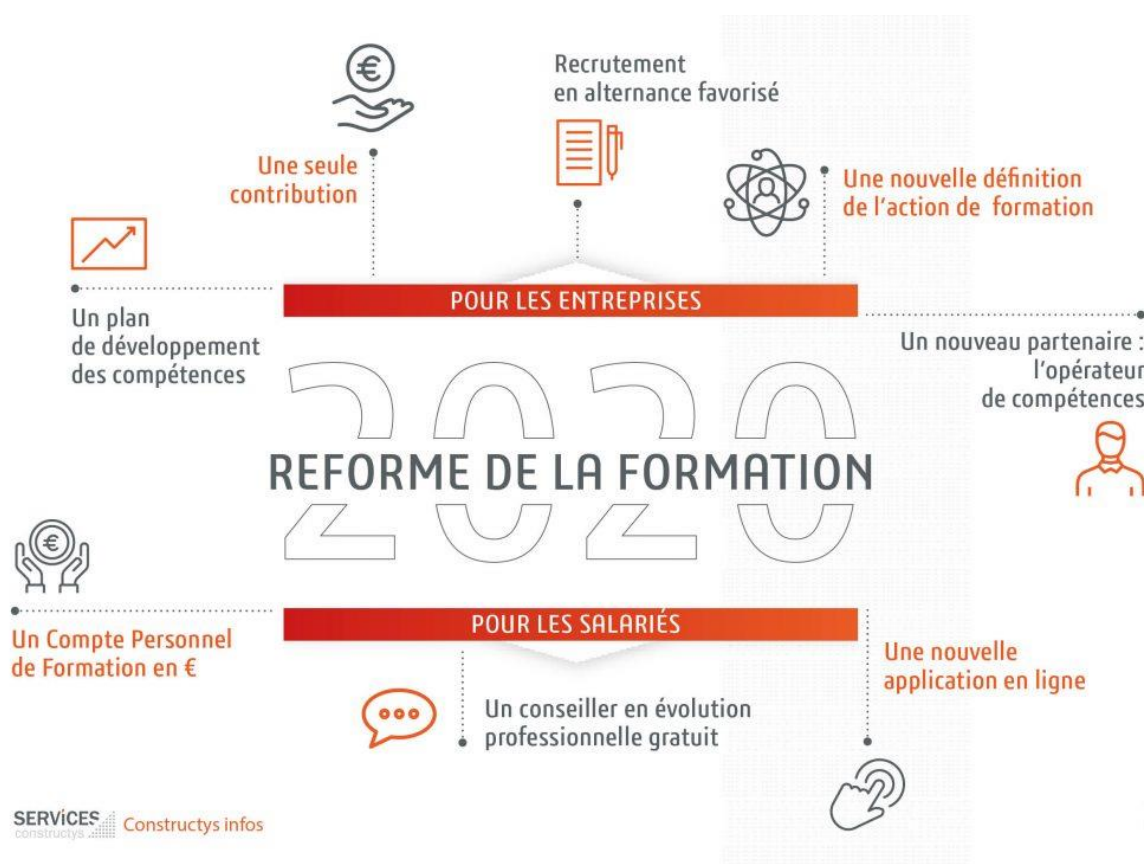 €
Recrutement
en alternance favorisé
Une seule
contribution
Une nouvelle définition
de l'action de formation
POUR LES ENTREPRISES
Un plan
de développement
des compétences
Un nouveau partenaire :
l'opérateur
de compétences
2020
REFORME DE LA FORMATION
€
POUR LES SALARIÉS
Un Compte Personnel
de Formation en €
Un conseiller en évolution
professionnelle gratuit
Une nouvelle
application en ligne
SERViCES
constructys
Constructys infos